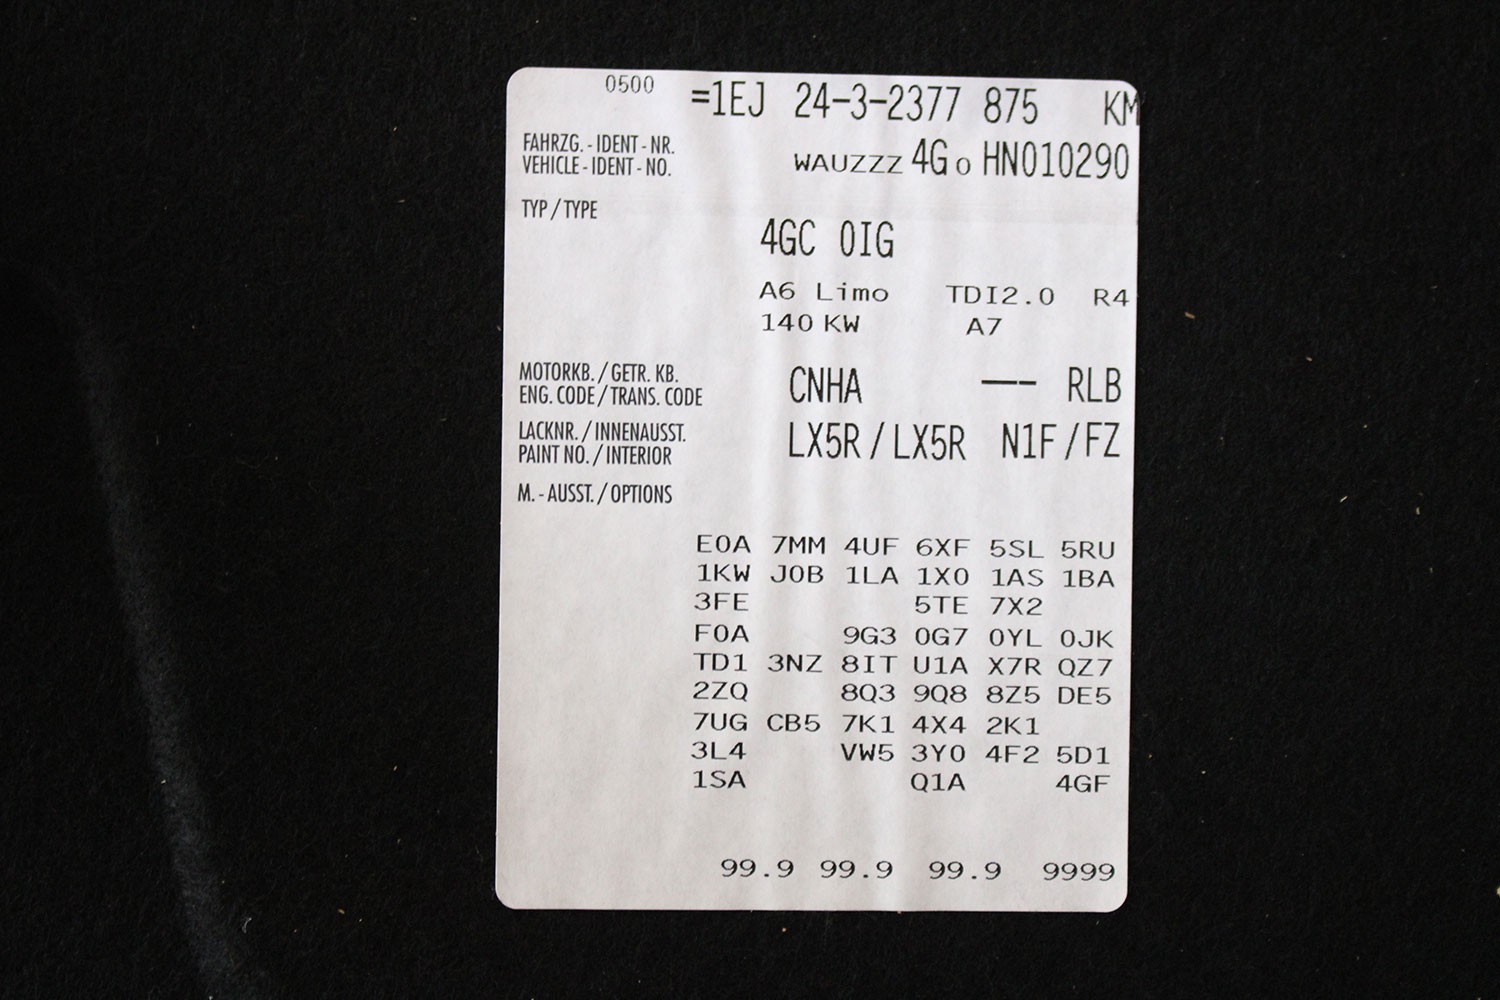 0500 =1EJ 24-3-2377 875 KM
FAHRZG. - IDENT - NR.
VEHICLE - IDENT - NO. WAUZZZ 4G0 HN010290
TYP / TYPE
4GC 0IG
A6 Limo TDI2.0 R4
140 KW A7
MOTORKB. / GETR. KB.
ENG. CODE / TRANS. CODE CNHA --- RLB
LACKNR. / INNENAUSST.
PAINT NO. / INTERIOR LX5R / LX5R N1F / FZ
M. - AUSST. / OPTIONS
E0A 7MM 4UF 6XF 5SL 5RU
1KW J0B 1LA 1X0 1AS 1BA
3FE 5TE 7X2
F0A 9G3 0G7 0YL 0JK
TD1 3NZ 8IT U1A X7R QZ7
2ZQ 8Q3 9Q8 8Z5 DE5
7UG CB5 7K1 4X4 2K1
3L4 VW5 3Y0 4F2 5D1
1SA Q1A 4GF
99.9 99.9 99.9 9999